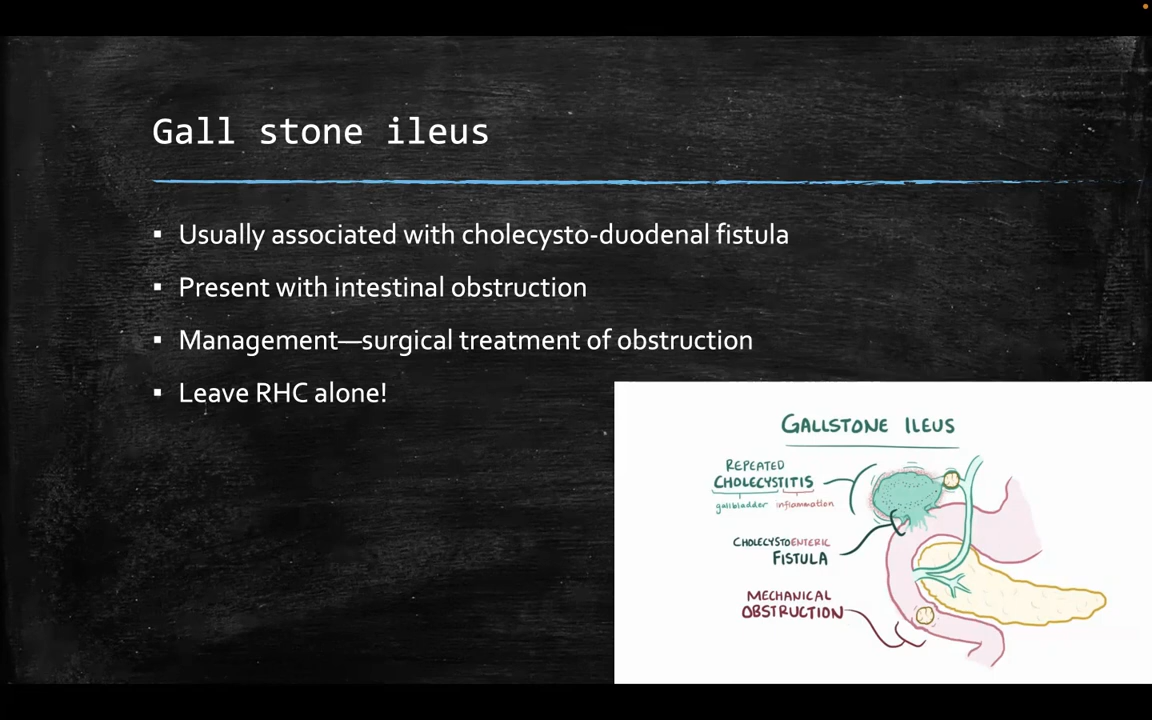 Gall stone ileus
▪ Usually associated with cholecysto-duodenal fistula
▪ Present with intestinal obstruction
▪ Management—surgical treatment of obstruction
▪ Leave RHC alone!
GALLSTONE ILEUS
REPEATED
CHOLECYSTITIS
gallbladder inflammation
CHOLECYSTOENTERIC
FISTULA
MECHANICAL
OBSTRUCTION